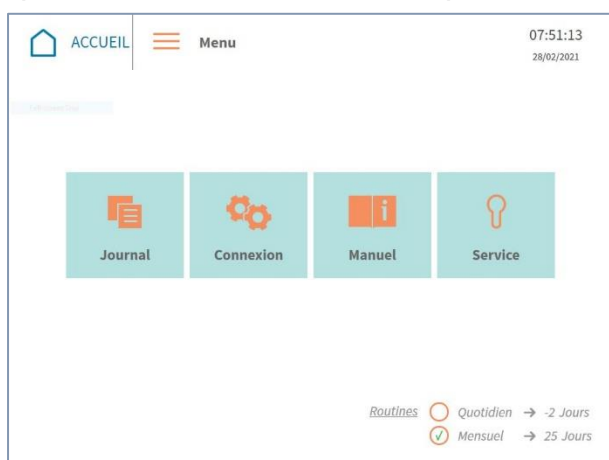 ACCUEIL Menu 07:51:13
28/02/2021
Journal Connexion Manuel Service
Routines Quotidien → -2 Jours
Mensuel → 25 Jours